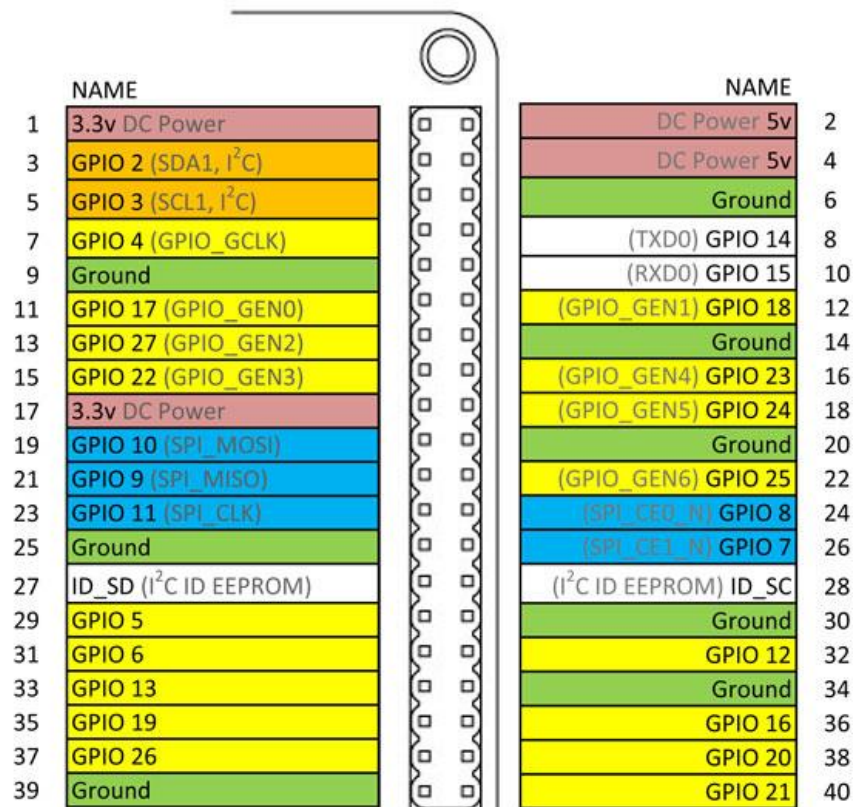 NAME NAME
1 3.3v DC Power DC Power 5v 2
3 GPIO 2 (SDA1, I²C) DC Power 5v 4
5 GPIO 3 (SCL1, I²C) Ground 6
7 GPIO 4 (GPIO_GCLK) (TXD0) GPIO 14 8
9 Ground (RXD0) GPIO 15 10
11 GPIO 17 (GPIO_GEN0) (GPIO_GEN1) GPIO 18 12
13 GPIO 27 (GPIO_GEN2) Ground 14
15 GPIO 22 (GPIO_GEN3) (GPIO_GEN4) GPIO 23 16
17 3.3v DC Power (GPIO_GEN5) GPIO 24 18
19 GPIO 10 (SPI_MOSI) Ground 20
21 GPIO 9 (SPI_MISO) (GPIO_GEN6) GPIO 25 22
23 GPIO 11 (SPI_CLK) (SPI_CE0_N) GPIO 8 24
25 Ground (SPI_CE1_N) GPIO 7 26
27 ID_SD (I²C ID EEPROM) (I²C ID EEPROM) ID_SC 28
29 GPIO 5 Ground 30
31 GPIO 6 GPIO 12 32
33 GPIO 13 Ground 34
35 GPIO 19 GPIO 16 36
37 GPIO 26 GPIO 20 38
39 Ground GPIO 21 40